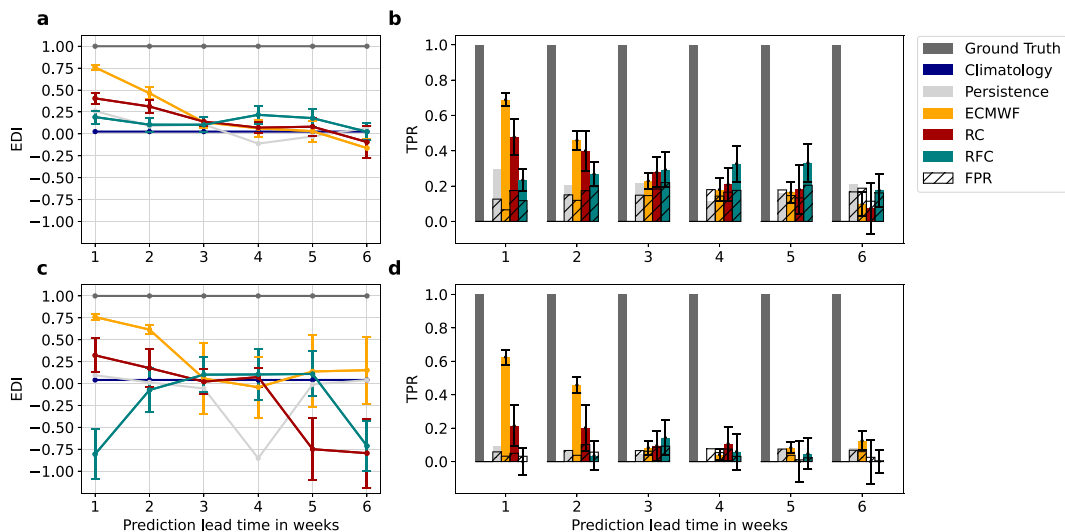 a
EDI
1.00
0.75
0.50
0.25
0.00
−0.25
−0.50
−0.75
−1.00
1 2 3 4 5 6
b
TPR
1.0
0.8
0.6
0.4
0.2
0.0
1 2 3 4 5 6
Ground Truth
Climatology
Persistence
ECMWF
RC
RFC
FPR
c
EDI
1.00
0.75
0.50
0.25
0.00
−0.25
−0.50
−0.75
−1.00
1 2 3 4 5 6
Prediction lead time in weeks
d
TPR
1.0
0.8
0.6
0.4
0.2
0.0
1 2 3 4 5 6
Prediction lead time in weeks